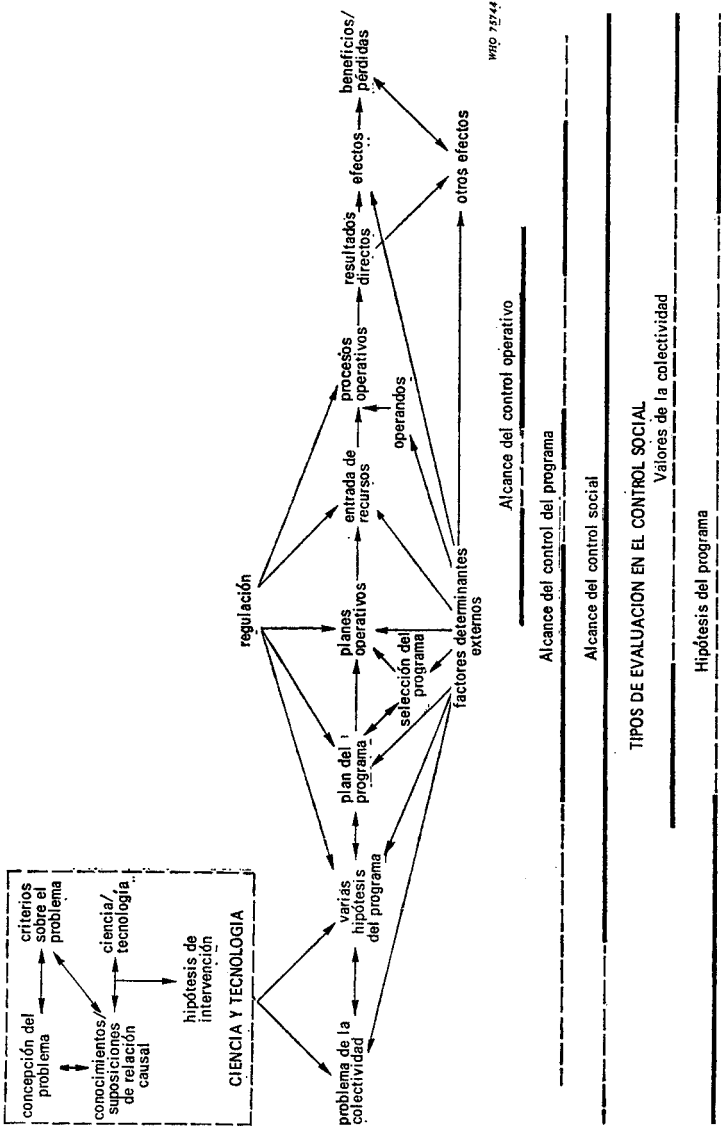 concepción del
problema
criterios
sobre el
problema
conocimientos/
suposiciones
de relación
causal
ciencia/
tecnología
hipótesis de
intervención
CIENCIA Y TECNOLOGIA
regulación
problema de la
colectividad
varias
hipótesis
del programa
plan del
programa
planes
operativos
entrada de
recursos
procesos
operativos
resultados
directos
efectos
beneficios/
pérdidas
selección del
programa
operandos
factores determinantes
externos
otros efectos
WHO 75744
Alcance del control operativo
Alcance del control del programa
Alcance del control social
TIPOS DE EVALUACION EN EL CONTROL SOCIAL
Valores de la colectividad
Hipótesis del programa